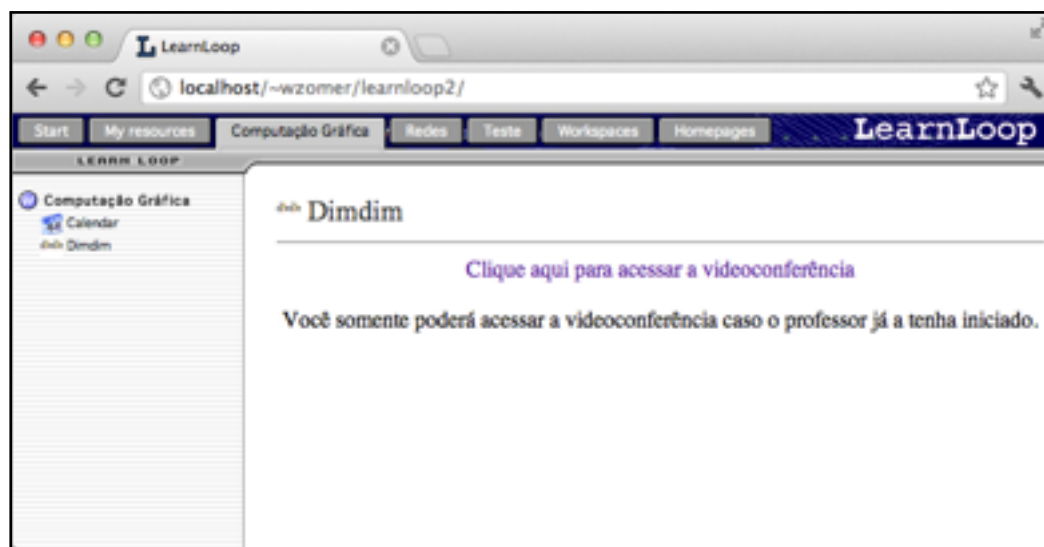 LearnLoop
localhost/~wzomer/learnloop2/
Start My resources Computação Gráfica Redes Teste Workspaces Homepages LearnLoop
LEARN LOOP
Computação Gráfica
Calendar
Dimdim
Dimdim
Clique aqui para acessar a videoconferência
Você somente poderá acessar a videoconferência caso o professor já a tenha iniciado.